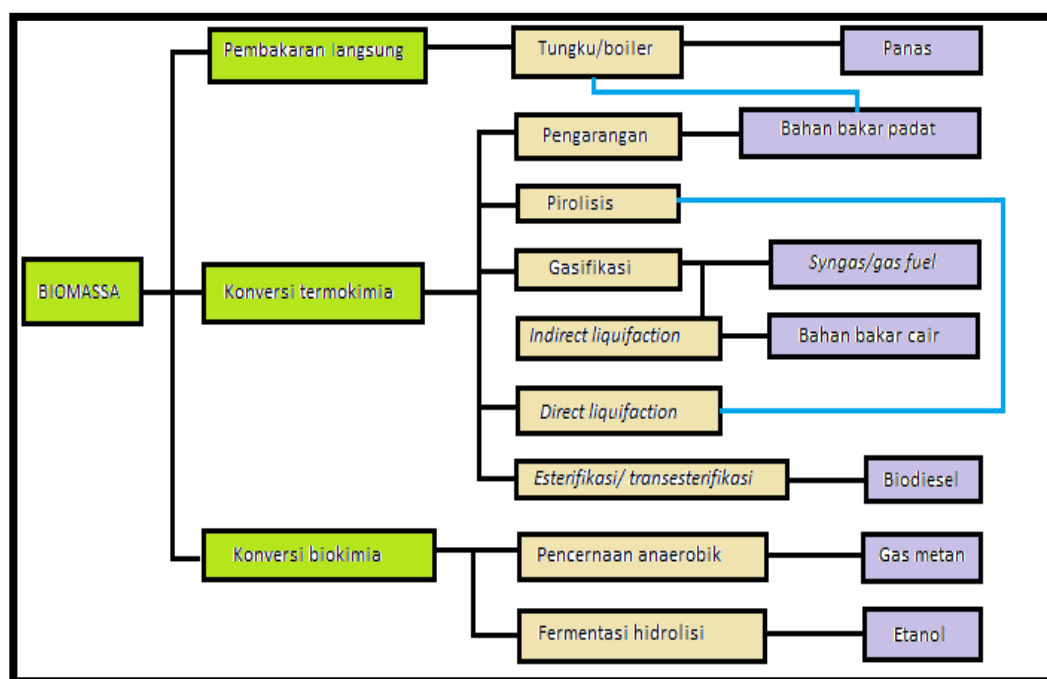 Pembakaran langsung
Tungku/boiler
Panas
Pengarangan
Bahan bakar padat
Pirolisis
BIOMASSA
Konversi termokimia
Gasifikasi
Syngas/gas fuel
Indirect liquifaction
Bahan bakar cair
Direct liquifaction
Esterifikasi/ transesterifikasi
Biodiesel
Konversi biokimia
Pencernaan anaerobik
Gas metan
Fermentasi hidrolisi
Etanol